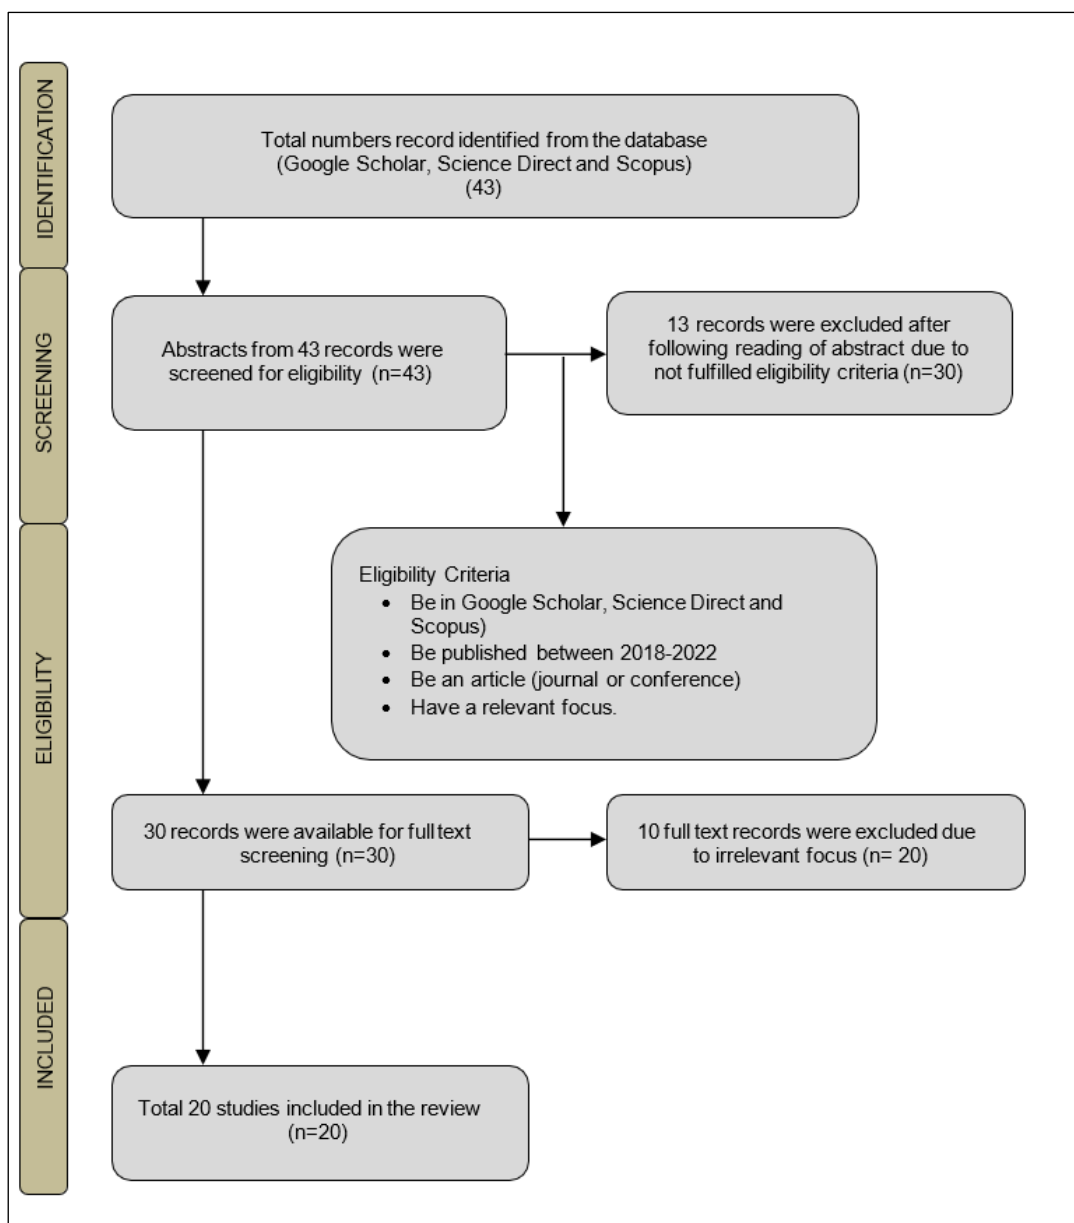 IDENTIFICATION
Total numbers record identified from the database
(Google Scholar, Science Direct and Scopus)
(43)
SCREENING
Abstracts from 43 records were
screened for eligibility (n=43)
13 records were excluded after
following reading of abstract due to
not fulfilled eligibility criteria (n=30)
ELIGIBILITY
Eligibility Criteria
• Be in Google Scholar, Science Direct and
Scopus)
• Be published between 2018-2022
• Be an article (journal or conference)
• Have a relevant focus.
30 records were available for full text
screening (n=30)
10 full text records were excluded due
to irrelevant focus (n= 20)
INCLUDED
Total 20 studies included in the review
(n=20)